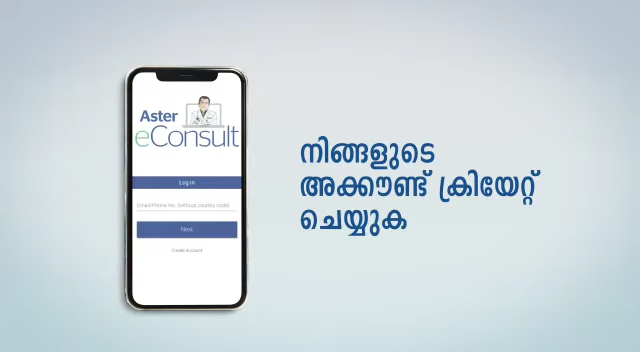 Aster
eConsult
Log in
Email/Phone No. (without country code)
Next
Create Account
നിങ്ങളുടെ
അക്കൗണ്ട് ക്രിയേറ്റ്
ചെയ്യുക